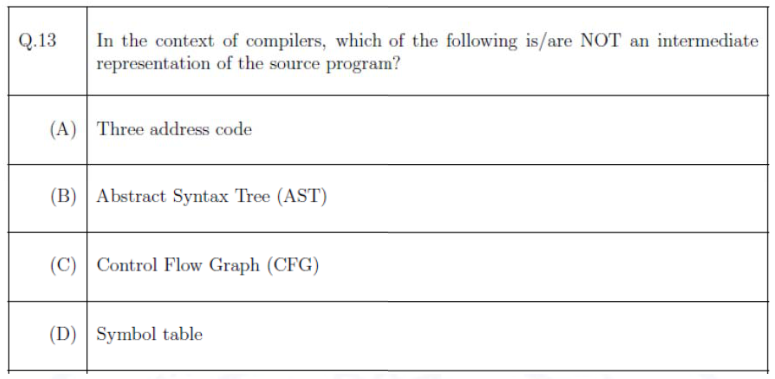 Q.13 In the context of compilers, which of the following is/are NOT an intermediate
representation of the source program?
(A) Three address code
(B) Abstract Syntax Tree (AST)
(C) Control Flow Graph (CFG)
(D) Symbol table